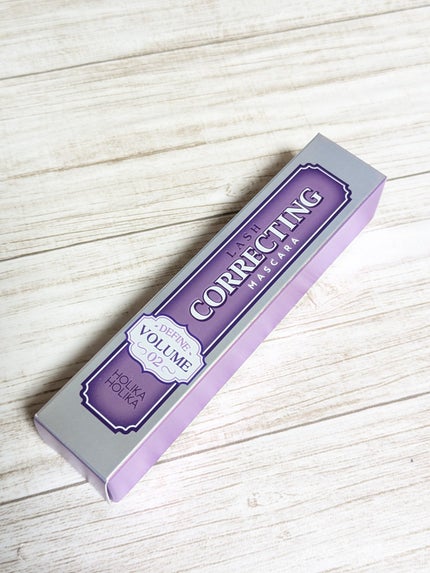 LASH
CORRECTING
MASCARA
- DEFINE -
VOLUME
02
HOLIKA
HOLIKA